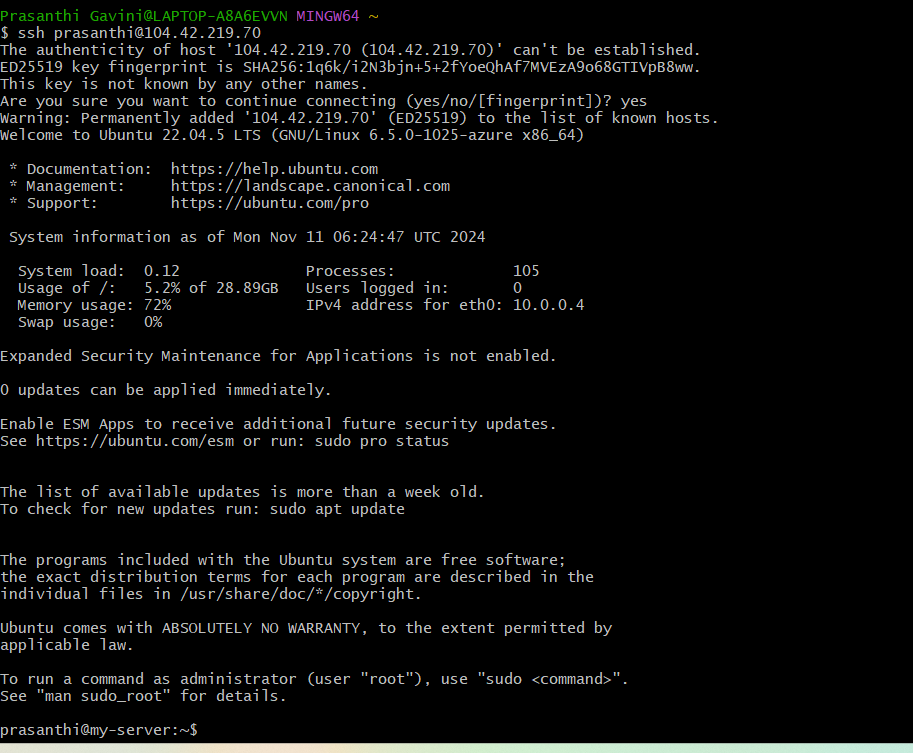 Prasanthi Gavini@LAPTOP-A8A6EVVN MINGW64 ~
$ ssh prasanthi@104.42.219.70
The authenticity of host '104.42.219.70 (104.42.219.70)' can't be established.
ED25519 key fingerprint is SHA256:1q6k/i2N3bjn+5+2fYoeQhAf7MVEzA9o68GTIVpB8ww.
This key is not known by any other names.
Are you sure you want to continue connecting (yes/no/[fingerprint])? yes
Warning: Permanently added '104.42.219.70' (ED25519) to the list of known hosts.
Welcome to Ubuntu 22.04.5 LTS (GNU/Linux 6.5.0-1025-azure x86_64)

 * Documentation:  https://help.ubuntu.com
 * Management:     https://landscape.canonical.com
 * Support:        https://ubuntu.com/pro

 System information as of Mon Nov 11 06:24:47 UTC 2024

  System load:  0.12              Processes:             105
  Usage of /:   5.2% of 28.89GB   Users logged in:       0
  Memory usage: 72%               IPv4 address for eth0: 10.0.0.4
  Swap usage:   0%

Expanded Security Maintenance for Applications is not enabled.

0 updates can be applied immediately.

Enable ESM Apps to receive additional future security updates.
See https://ubuntu.com/esm or run: sudo pro status

The list of available updates is more than a week old.
To check for new updates run: sudo apt update

The programs included with the Ubuntu system are free software;
the exact distribution terms for each program are described in the
individual files in /usr/share/doc/*/copyright.

Ubuntu comes with ABSOLUTELY NO WARRANTY, to the extent permitted by
applicable law.

To run a command as administrator (user "root"), use "sudo <command>".
See "man sudo_root" for details.

prasanthi@my-server:~$